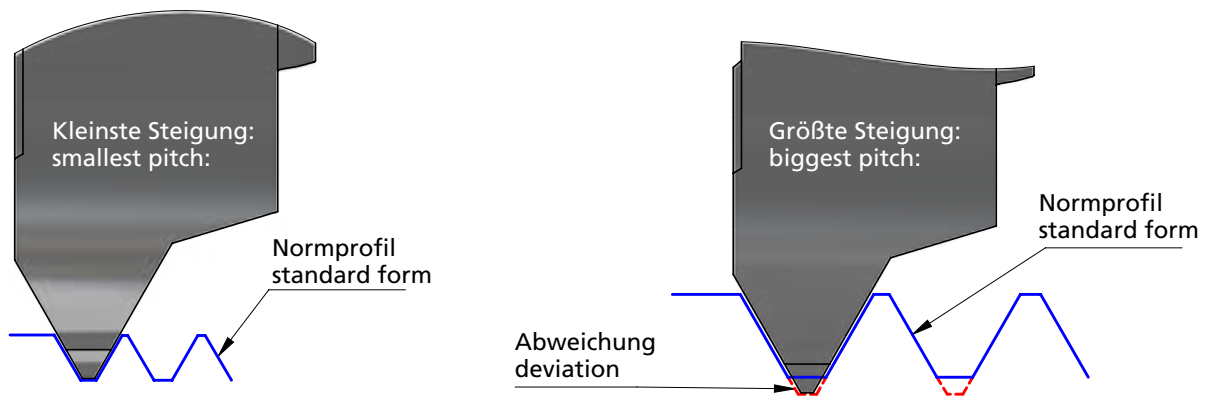 Kleinste Steigung:
smallest pitch:
Normprofil
standard form
Größte Steigung:
biggest pitch:
Normprofil
standard form
Abweichung
deviation